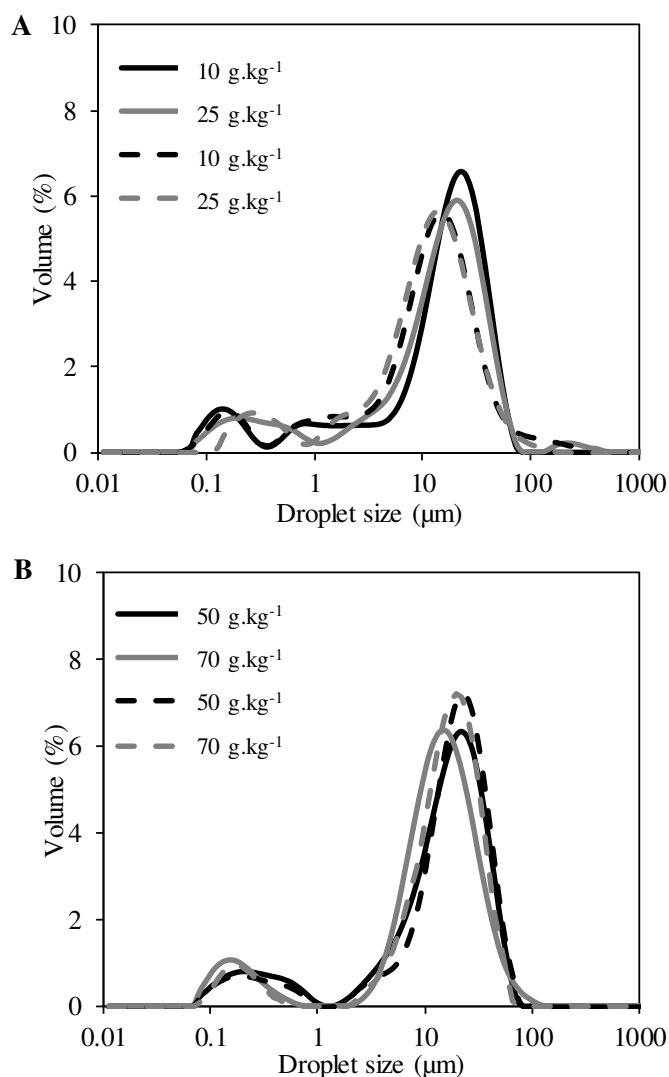 A
10
8
6
4
2
0
Volume (%)
10 g.kg⁻¹
25 g.kg⁻¹
10 g.kg⁻¹
25 g.kg⁻¹
0.01 0.1 1 10 100 1000
Droplet size (µm)
B
10
8
6
4
2
0
Volume (%)
50 g.kg⁻¹
70 g.kg⁻¹
50 g.kg⁻¹
70 g.kg⁻¹
0.01 0.1 1 10 100 1000
Droplet size (µm)